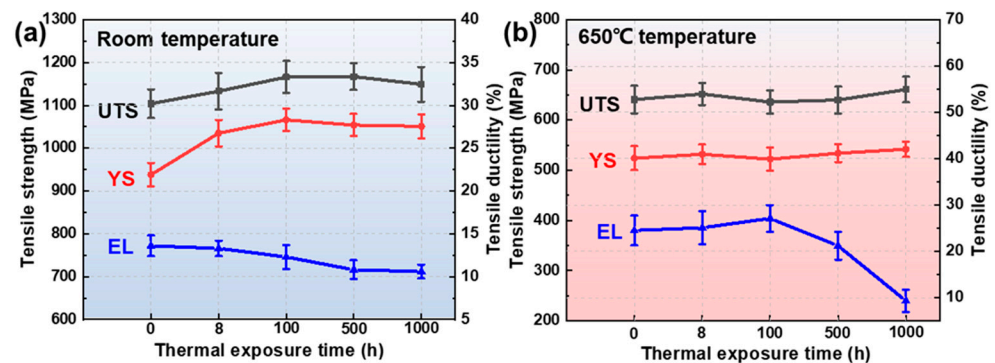 (a)
Room temperature
Tensile strength (MPa)
1300
1200
1100
1000
900
800
700
600
UTS
YS
EL
40
35
30
25
20
15
10
5
Tensile ductility (%)
0 8 100 500 1000
Thermal exposure time (h)
(b)
650℃ temperature
Tensile strength (MPa)
800
700
600
500
400
300
200
UTS
YS
EL
70
60
50
40
30
20
10
Tensile ductility (%)
0 8 100 500 1000
Thermal exposure time (h)